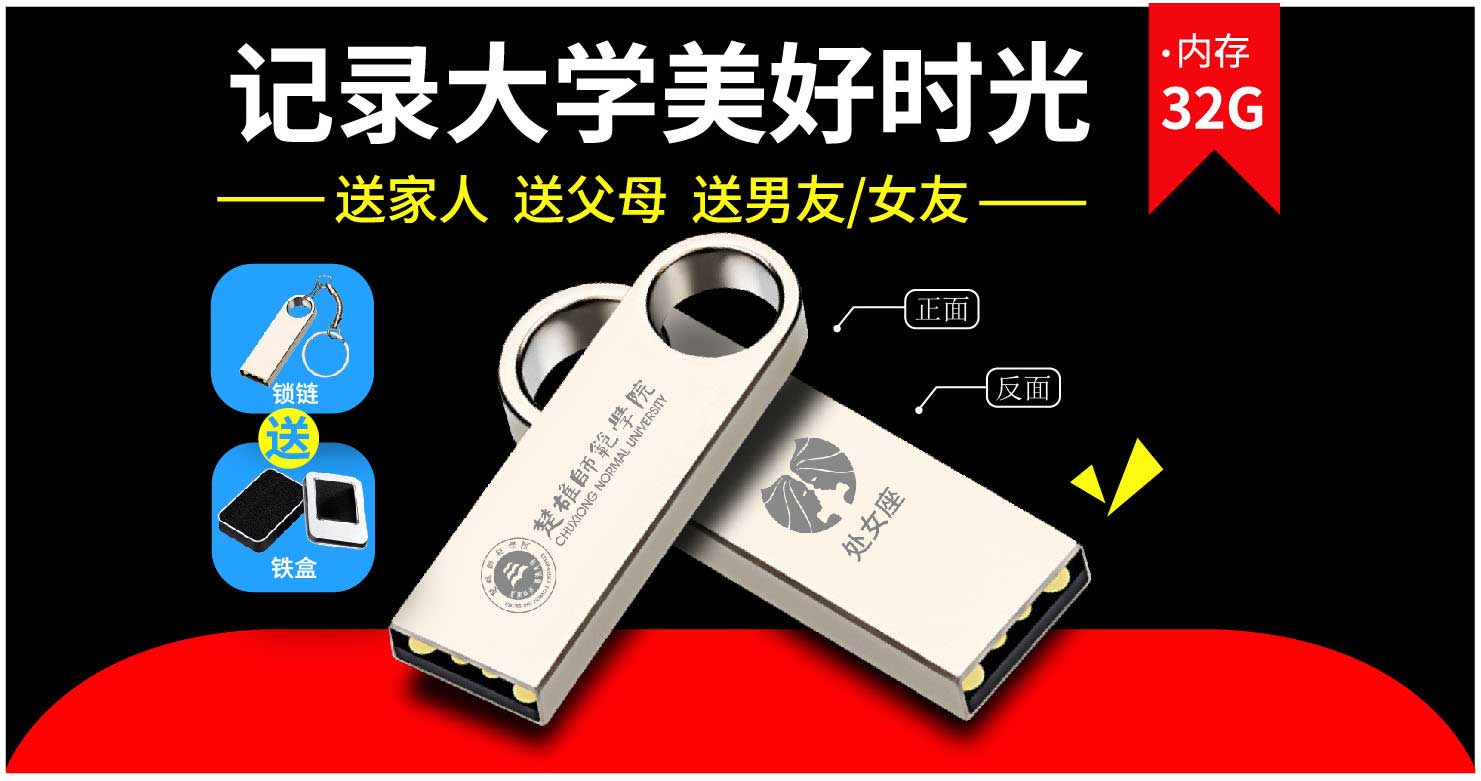 记录大学美好时光
·内存
32G
送家人 送父母 送男友/女友
正面
反面
锁链
送
铁盒
楚雄師範學院
CHUXIONG NORMAL UNIVERSITY
处女座